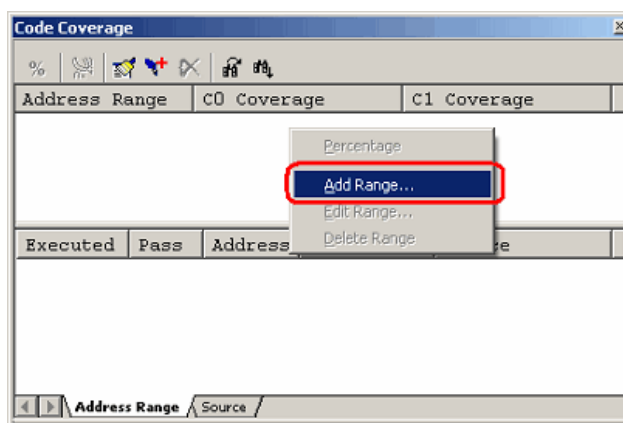 Code Coverage
%
Address Range C0 Coverage C1 Coverage
Percentage
Add Range...
Edit Range...
Delete Range
Executed Pass Address
Address Range Source